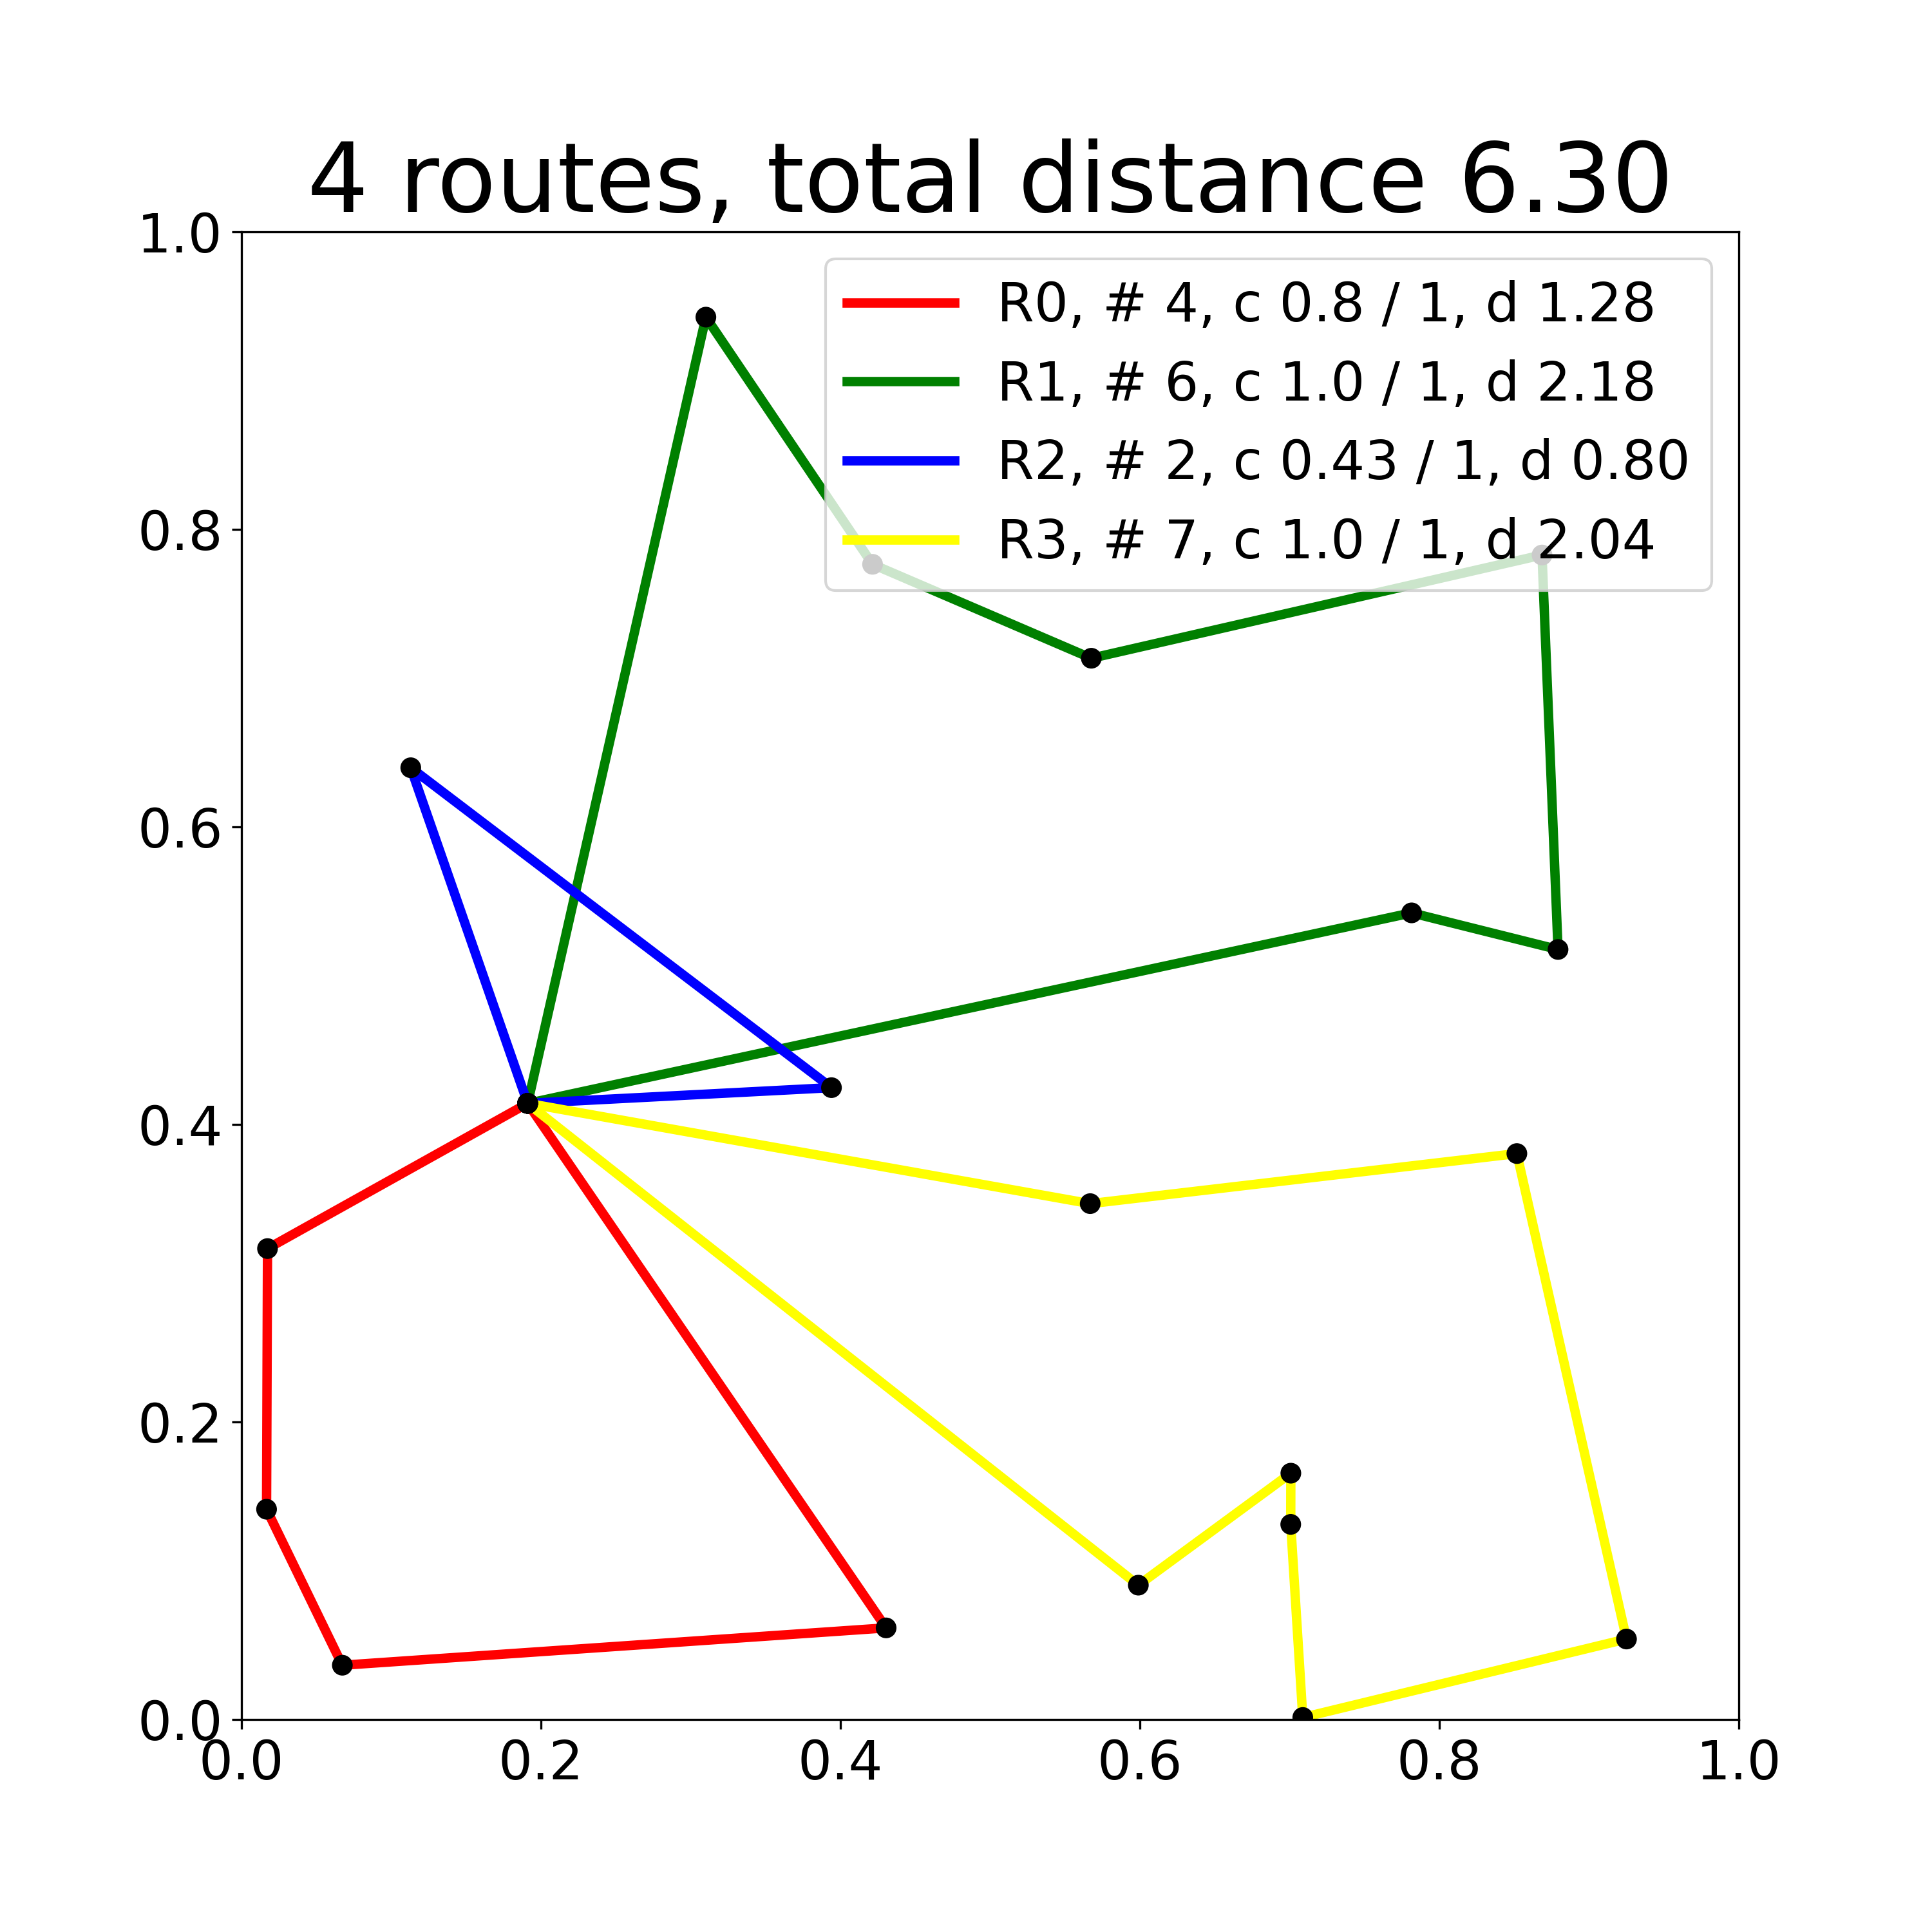 4 routes, total distance 6.30
R0, # 4, c 0.8 / 1, d 1.28
R1, # 6, c 1.0 / 1, d 2.18
R2, # 2, c 0.43 / 1, d 0.80
R3, # 7, c 1.0 / 1, d 2.04
1.0
0.8
0.6
0.4
0.2
0.0
0.0 0.2 0.4 0.6 0.8 1.0